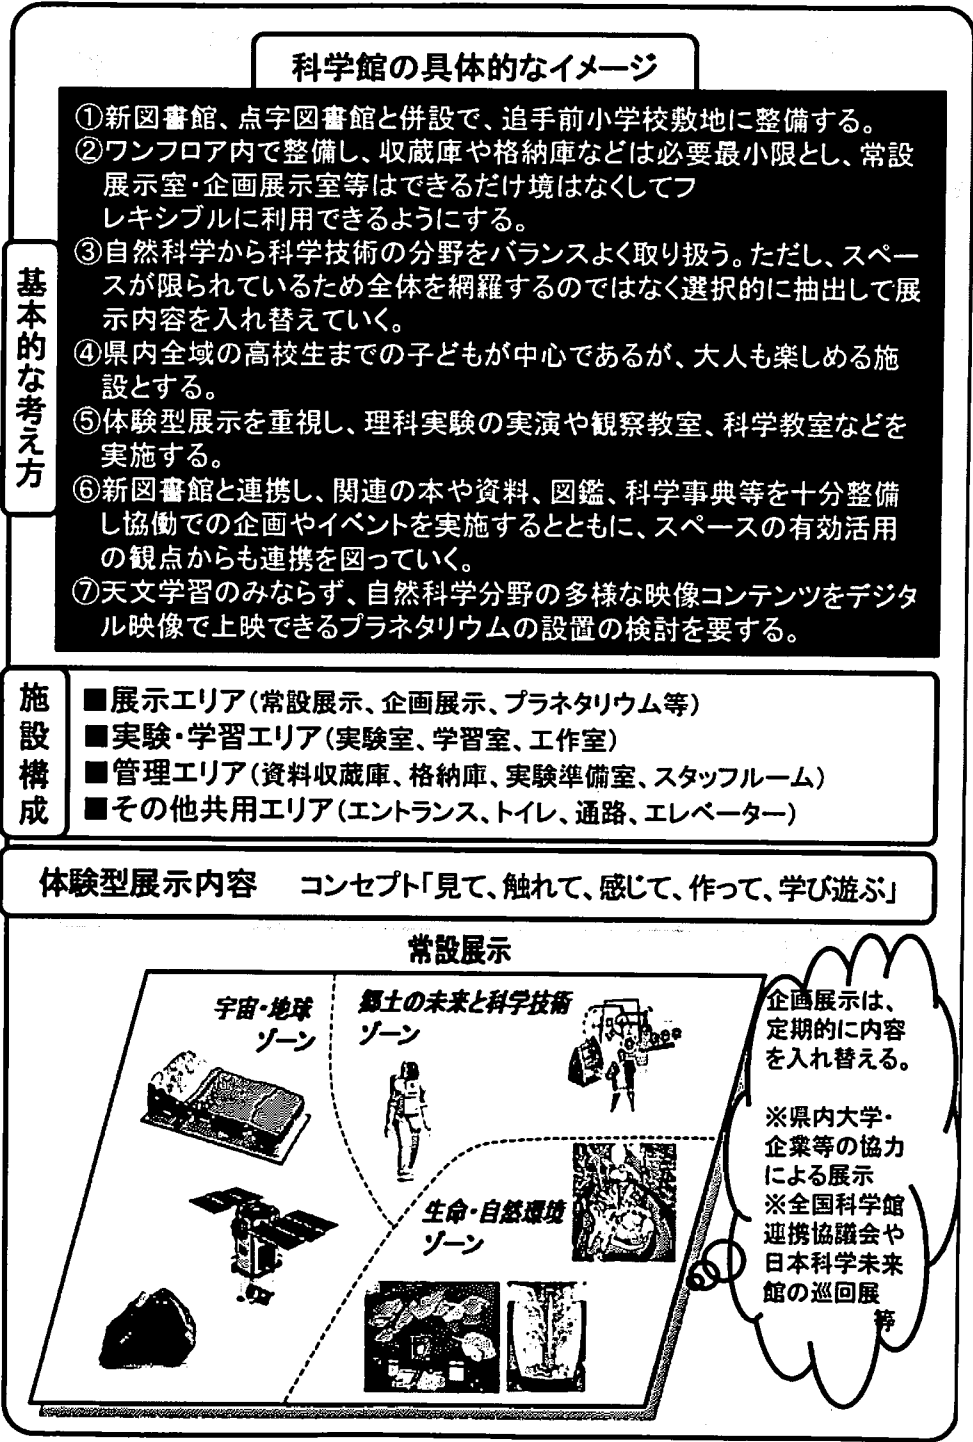 科学館の具体的なイメージ
基本的な考え方
①新図書館、点字図書館と併設で、追手前小学校敷地に整備する。
②ワンフロア内で整備し、収蔵庫や格納庫などは必要最小限とし、常設
展示室・企画展示室等はできるだけ境はなくしてフ
レキシブルに利用できるようにする。
③自然科学から科学技術の分野をバランスよく取り扱う。ただし、スペー
スが限られているため全体を網羅するのではなく選択的に抽出して展
示内容を入れ替えていく。
④県内全域の高校生までの子どもが中心であるが、大人も楽しめる施
設とする。
⑤体験型展示を重視し、理科実験の実演や観察教室、科学教室などを
実施する。
⑥新図書館と連携し、関連の本や資料、図鑑、科学事典等を十分整備
し協働での企画やイベントを実施するとともに、スペースの有効活用
の観点からも連携を図っていく。
⑦天文学習のみならず、自然科学分野の多様な映像コンテンツをデジタ
ル映像で上映できるプラネタリウムの設置の検討を要する。
施設構成
■展示エリア(常設展示、企画展示、プラネタリウム等)
■実験・学習エリア(実験室、学習室、工作室)
■管理エリア(資料収蔵庫、格納庫、実験準備室、スタッフルーム)
■その他共用エリア(エントランス、トイレ、通路、エレベーター)
体験型展示内容 コンセプト「見て、触れて、感じて、作って、学び遊ぶ」
常設展示
宇宙・地球
ゾーン
郷土の未来と科学技術
ゾーン
生命・自然環境
ゾーン
企画展示は、
定期的に内容
を入れ替える。
※県内大学・
企業等の協力
による展示
※全国科学館
連携協議会や
日本科学未来
館の巡回展
等